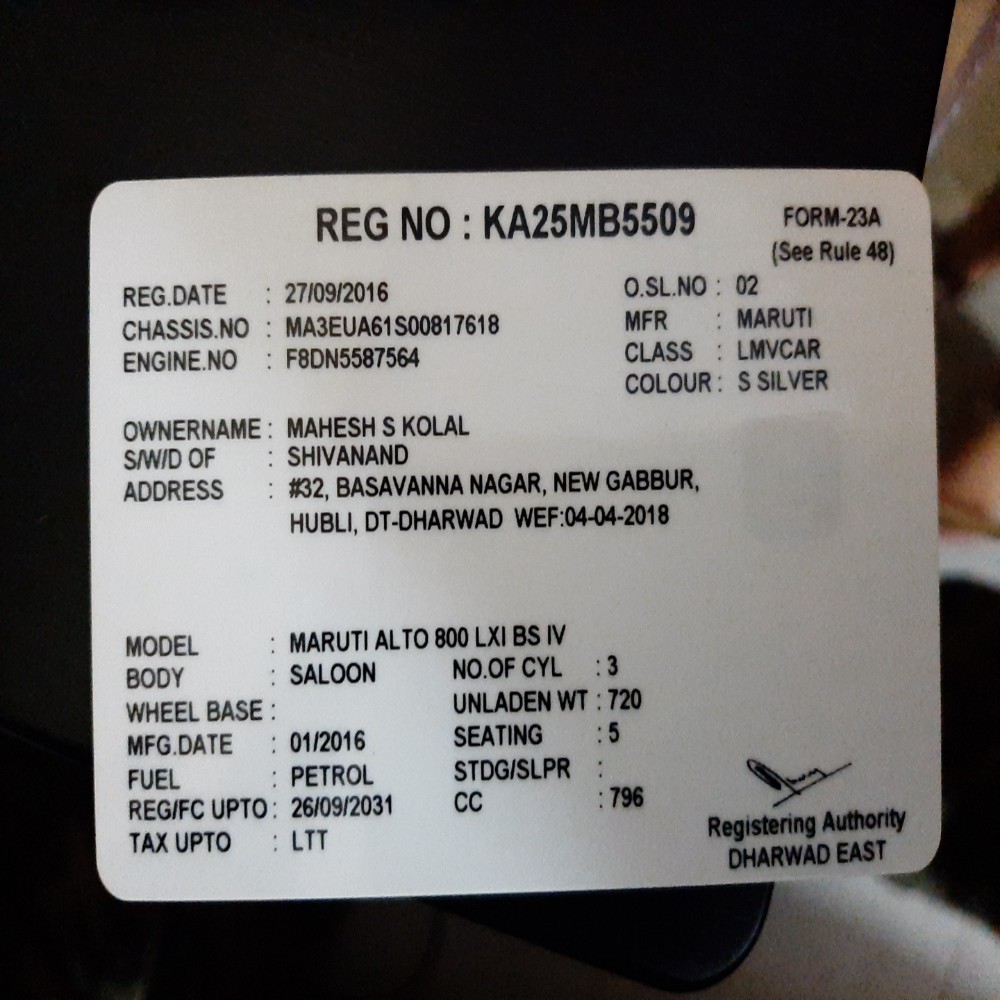 REG NO : KA25MB5509
FORM-23A
(See Rule 48)
REG.DATE : 27/09/2016
O.SL.NO : 02
CHASSIS.NO : MA3EUA61S00817618
MFR : MARUTI
ENGINE.NO : F8DN5587564
CLASS : LMVCAR
COLOUR : S SILVER
OWNERNAME : MAHESH S KOLAL
S/W/D OF : SHIVANAND
ADDRESS : #32, BASAVANNA NAGAR, NEW GABBUR,
HUBLI, DT-DHARWAD WEF:04-04-2018
MODEL : MARUTI ALTO 800 LXI BS IV
BODY : SALOON NO.OF CYL : 3
WHEEL BASE : UNLADEN WT : 720
MFG.DATE : 01/2016 SEATING : 5
FUEL : PETROL STDG/SLPR :
REG/FC UPTO : 26/09/2031 CC : 796
TAX UPTO : LTT
Registering Authority
DHARWAD EAST